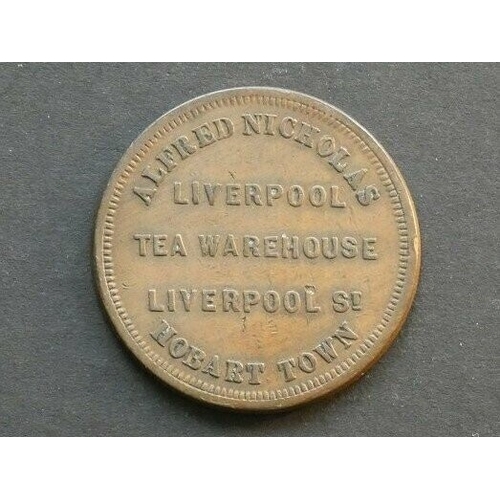 ALFRED NICHOLAS
LIVERPOOL
TEA WAREHOUSE
LIVERPOOL ST
HOBART TOWN